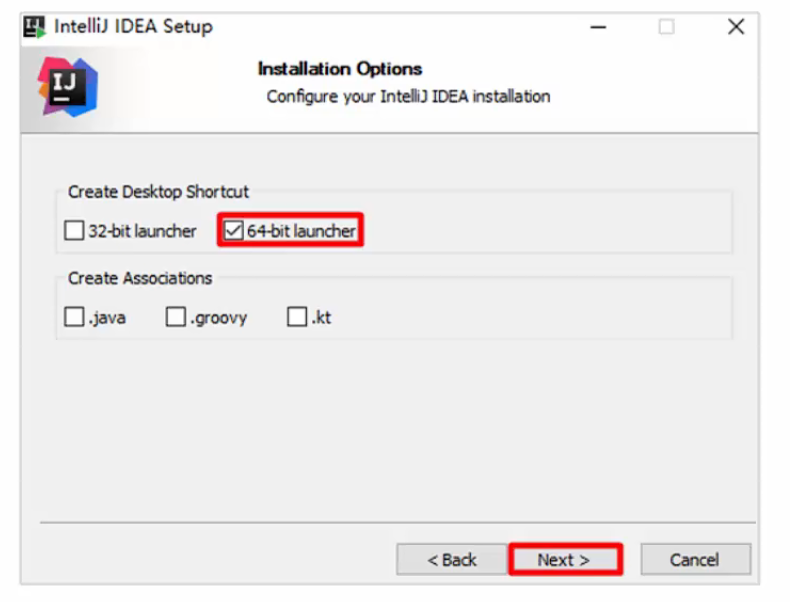 IntelliJ IDEA Setup
IJ
Installation Options
Configure your IntelliJ IDEA installation
Create Desktop Shortcut
32-bit launcher 64-bit launcher
Create Associations
.java .groovy .kt
< Back Next > Cancel